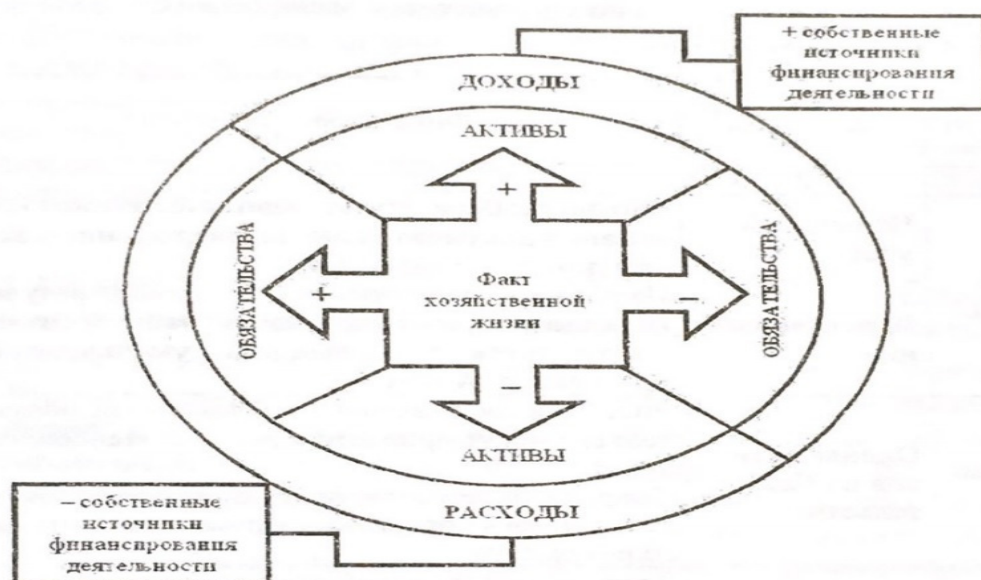 + собственные
источники
финансирования
деятельности
ДОХОДЫ
АКТИВЫ
+
ОБЯЗАТЕЛЬСТВА
+
Факт
хозяйственной
жизни
–
ОБЯЗАТЕЛЬСТВА
–
АКТИВЫ
РАСХОДЫ
– собственные
источники
финансирования
деятельности